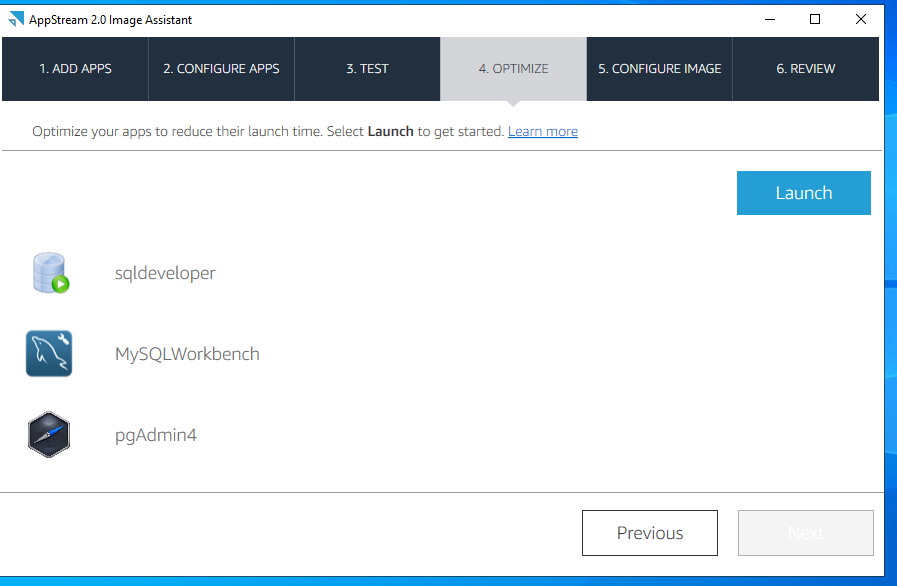 AppStream 2.0 Image Assistant
1. ADD APPS
2. CONFIGURE APPS
3. TEST
4. OPTIMIZE
5. CONFIGURE IMAGE
6. REVIEW
Optimize your apps to reduce their launch time. Select Launch to get started. Learn more
Launch
sqldeveloper
MySQLWorkbench
pgAdmin4
Previous
Next